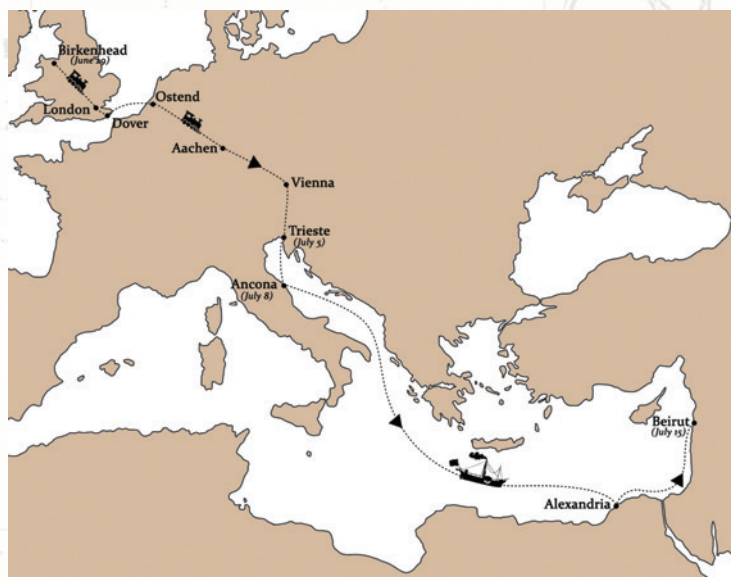 Birkenhead
(June 29)
London
Dover
Ostend
Aachen
Vienna
Trieste
(July 5)
Ancona
(July 8)
Beirut
(July 15)
Alexandria